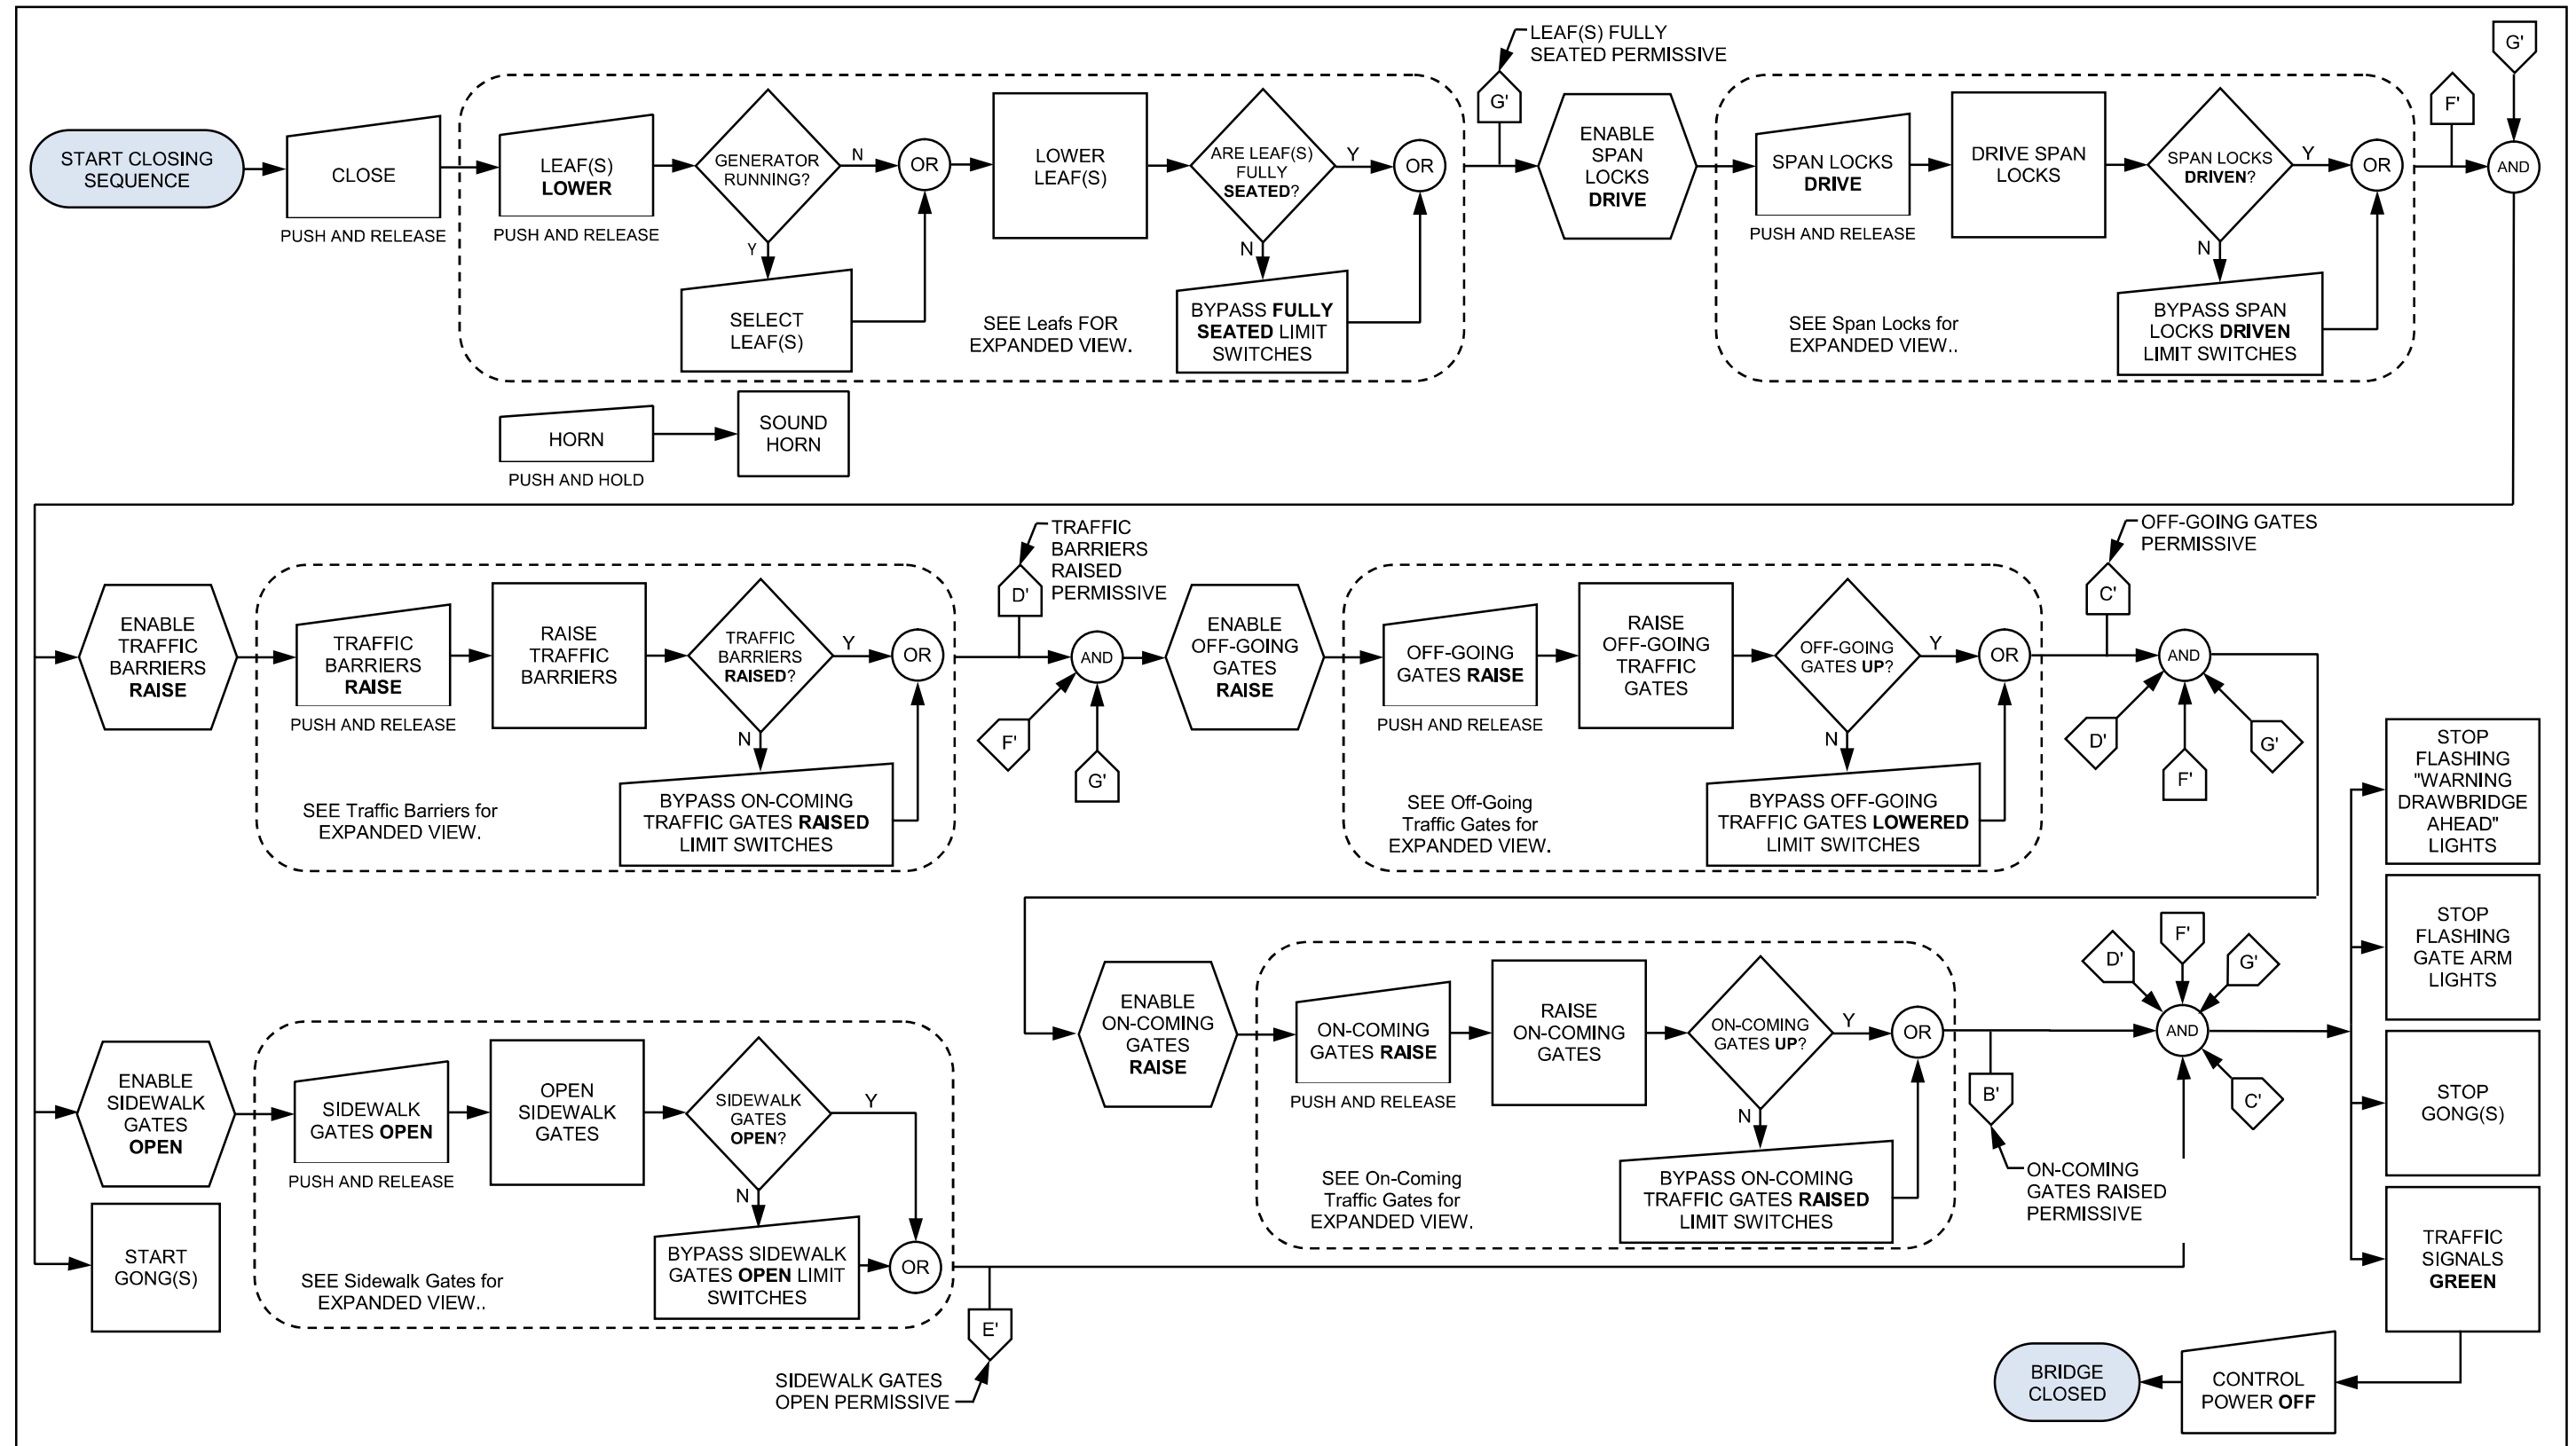 START CLOSING
SEQUENCE
CLOSE
PUSH AND RELEASE
LEAF(S)
LOWER
PUSH AND RELEASE
GENERATOR
RUNNING?
N
Y
SELECT
LEAF(S)
OR
LOWER
LEAF(S)
ARE LEAF(S)
FULLY
SEATED?
Y
N
BYPASS FULLY
SEATED LIMIT
SWITCHES
OR
SEE Leafs FOR
EXPANDED VIEW.
G'
LEAF(S) FULLY
SEATED PERMISSIVE
ENABLE
SPAN
LOCKS
DRIVE
SPAN LOCKS
DRIVE
PUSH AND RELEASE
DRIVE SPAN
LOCKS
SPAN LOCKS
DRIVEN?
Y
N
BYPASS SPAN
LOCKS DRIVEN
LIMIT SWITCHES
OR
SEE Span Locks for
EXPANDED VIEW..
F'
G'
AND
HORN
PUSH AND HOLD
SOUND
HORN
ENABLE
TRAFFIC
BARRIERS
RAISE
TRAFFIC
BARRIERS
RAISE
PUSH AND RELEASE
RAISE
TRAFFIC
BARRIERS
TRAFFIC
BARRIERS
RAISED?
Y
N
BYPASS ON-COMING
TRAFFIC GATES RAISED
LIMIT SWITCHES
OR
SEE Traffic Barriers for
EXPANDED VIEW.
D'
TRAFFIC
BARRIERS
RAISED
PERMISSIVE
AND
F'
G'
ENABLE
OFF-GOING
GATES
RAISE
OFF-GOING
GATES RAISE
PUSH AND RELEASE
RAISE
OFF-GOING
TRAFFIC
GATES
OFF-GOING
GATES UP?
Y
N
BYPASS OFF-GOING
TRAFFIC GATES LOWERED
LIMIT SWITCHES
OR
SEE Off-Going
Traffic Gates for
EXPANDED VIEW.
C'
OFF-GOING GATES
PERMISSIVE
AND
D'
F'
G'
ENABLE
SIDEWALK
GATES
OPEN
SIDEWALK
GATES OPEN
PUSH AND RELEASE
OPEN
SIDEWALK
GATES
SIDEWALK
GATES
OPEN?
Y
N
BYPASS SIDEWALK
GATES OPEN LIMIT
SWITCHES
OR
SEE Sidewalk Gates for
EXPANDED VIEW..
E'
SIDEWALK GATES
OPEN PERMISSIVE
START
GONG(S)
ENABLE
ON-COMING
GATES
RAISE
ON-COMING
GATES RAISE
PUSH AND RELEASE
RAISE
ON-COMING
GATES
ON-COMING
GATES UP?
Y
N
BYPASS ON-COMING
TRAFFIC GATES RAISED
LIMIT SWITCHES
OR
SEE On-Coming
Traffic Gates for
EXPANDED VIEW.
B'
ON-COMING
GATES RAISED
PERMISSIVE
D'
F'
G'
AND
C'
STOP
FLASHING
"WARNING
DRAWBRIDGE
AHEAD"
LIGHTS
STOP
FLASHING
GATE ARM
LIGHTS
STOP
GONG(S)
TRAFFIC
SIGNALS
GREEN
CONTROL
POWER OFF
BRIDGE
CLOSED